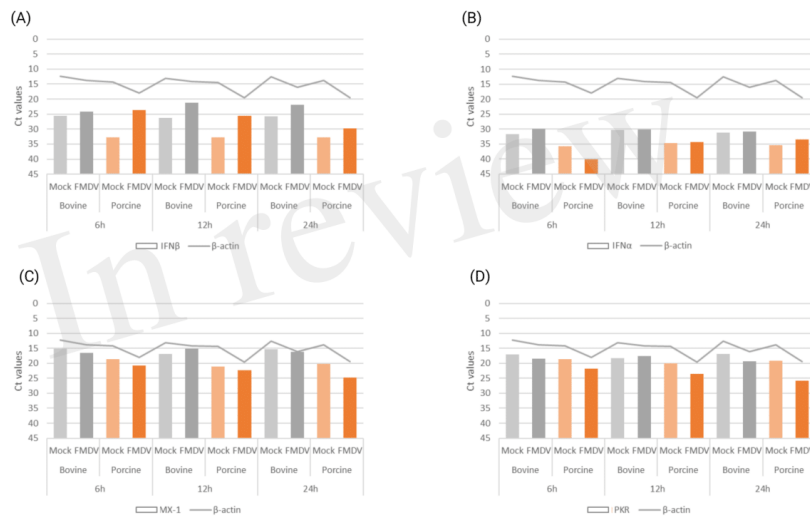 (A)
0
5
10
15
20
25
30
35
40
45
Ct values
Mock FMDV Mock FMDV Mock FMDV Mock FMDV Mock FMDV Mock FMDV
Bovine Porcine Bovine Porcine Bovine Porcine
6h 12h 24h
IFNβ β-actin
(B)
0
5
10
15
20
25
30
35
40
45
Ct values
Mock FMDV Mock FMDV Mock FMDV Mock FMDV Mock FMDV Mock FMDV
Bovine Porcine Bovine Porcine Bovine Porcine
6h 12h 24h
IFNα β-actin
(C)
0
5
10
15
20
25
30
35
40
45
Ct values
Mock FMDV Mock FMDV Mock FMDV Mock FMDV Mock FMDV Mock FMDV
Bovine Porcine Bovine Porcine Bovine Porcine
6h 12h 24h
MX-1 β-actin
(D)
0
5
10
15
20
25
30
35
40
45
Ct values
Mock FMDV Mock FMDV Mock FMDV Mock FMDV Mock FMDV Mock FMDV
Bovine Porcine Bovine Porcine Bovine Porcine
6h 12h 24h
PKR β-actin
In review